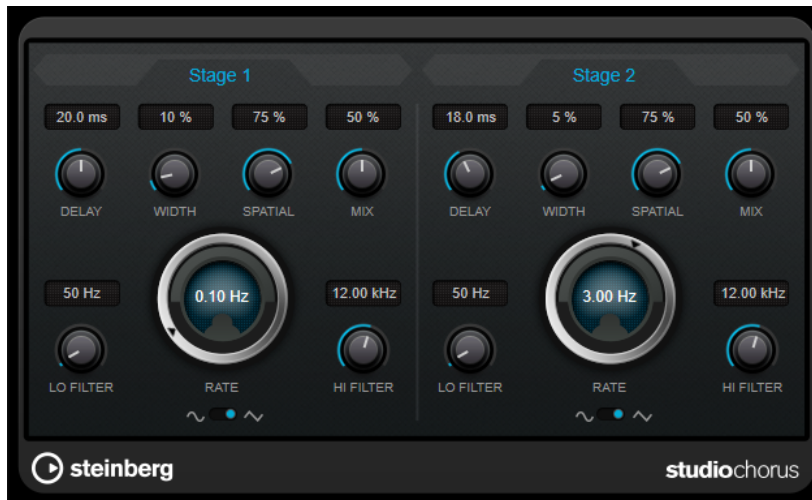 Stage 1
Stage 2
20.0 ms 10 % 75 % 50 %
18.0 ms 5 % 75 % 50 %
DELAY WIDTH SPATIAL MIX
DELAY WIDTH SPATIAL MIX
50 Hz 0.10 Hz 12.00 kHz
50 Hz 3.00 Hz 12.00 kHz
LO FILTER RATE HI FILTER
LO FILTER RATE HI FILTER
steinberg
studiochorus